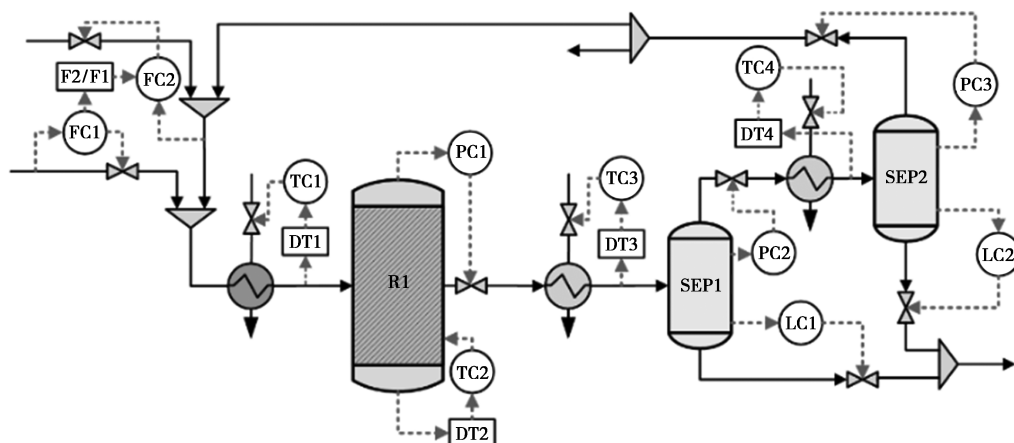 F2/F1
FC2
FC1
TC4
PC3
DT4
PC1
TC1
TC3
SEP2
DT1
DT3
R1
SEP1
PC2
LC2
LC1
TC2
DT2